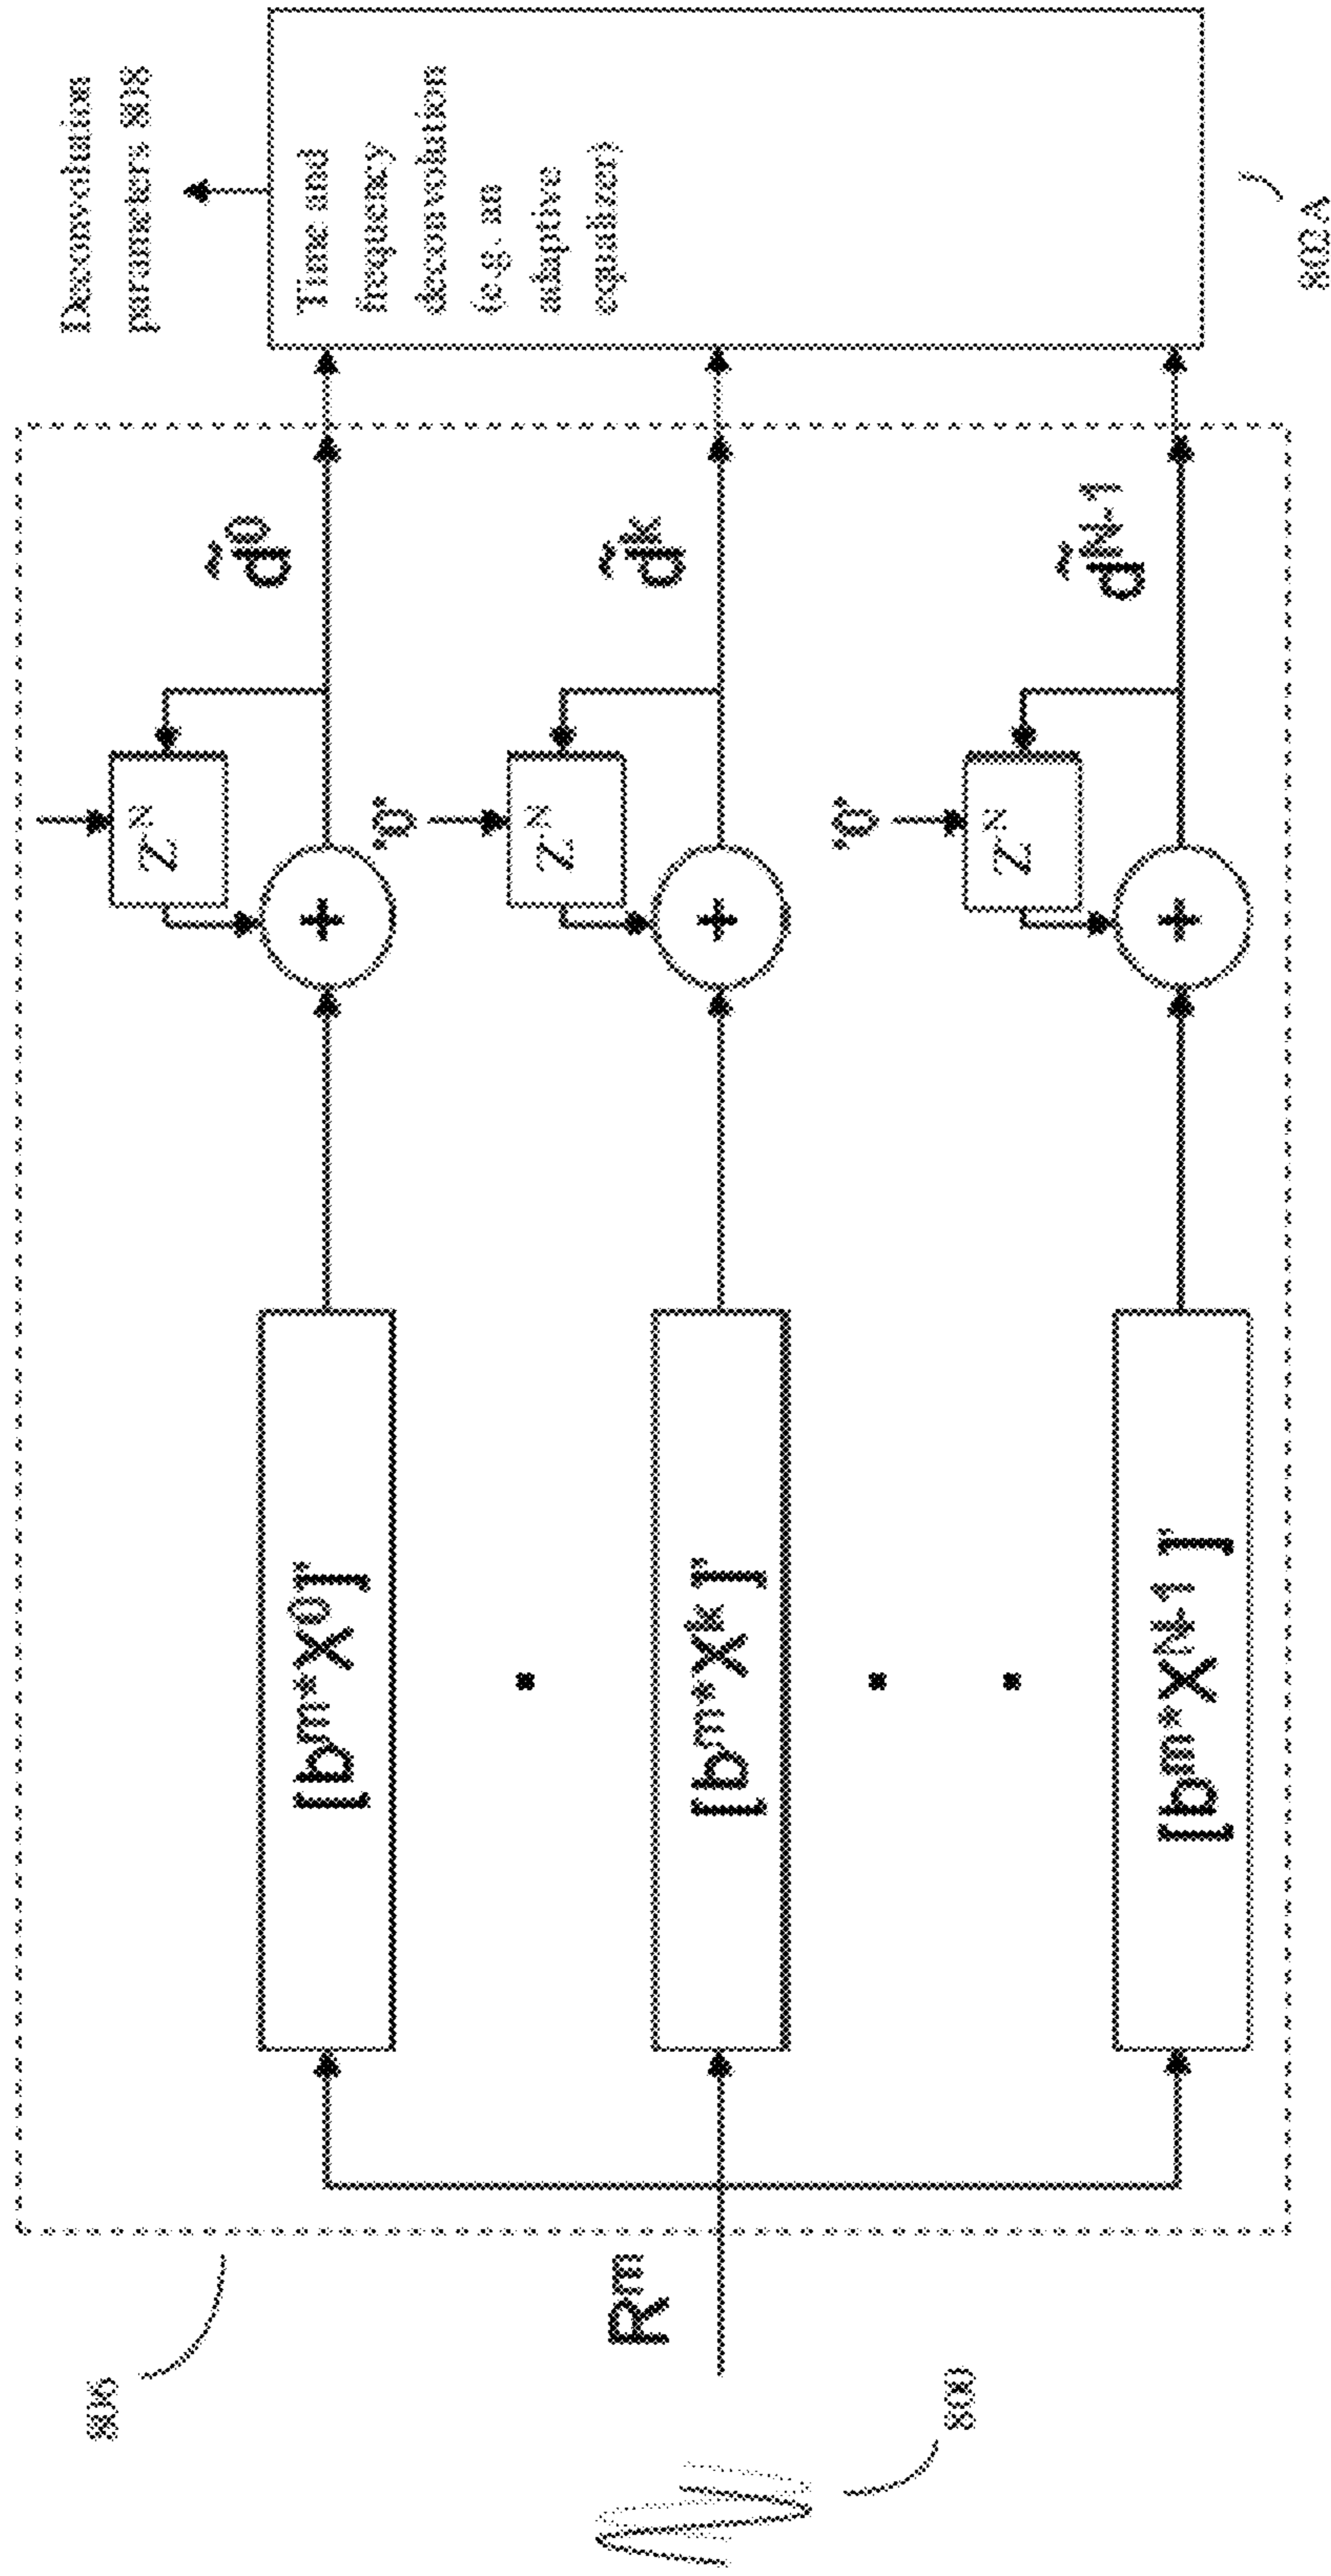 806
800
R^m
[b^m* X^0]^r
[b^m* X^k ]^r
[b^m* X^N-1 ]^r
+
+
+
Z^-N
'0'
Z^-N
'0'
Z^-N
d̃^0
d̃^k
d̃^N-1
Deconvolution
parameters 808
Time and
frequency
deconvolution
(e.g. an
adaptive
equalizer)
802A